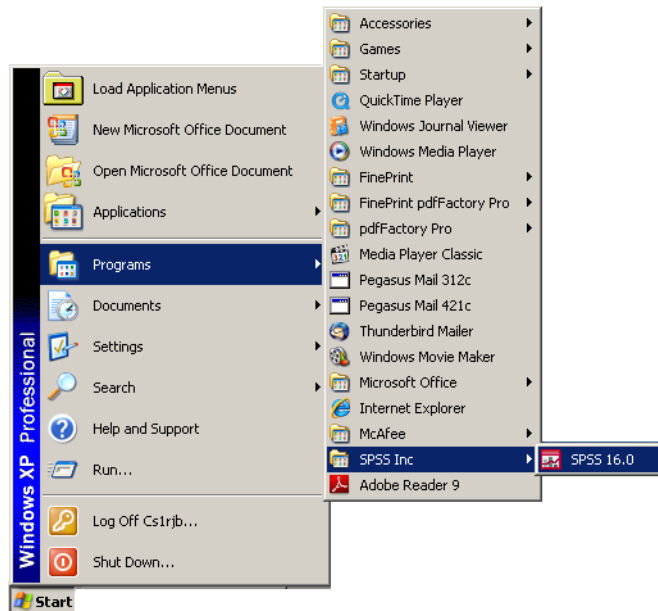 Load Application Menus
New Microsoft Office Document
Open Microsoft Office Document
Applications
Programs
Documents
Settings
Search
Help and Support
Run...
Log Off Cs1rjb...
Shut Down...
Windows XP Professional
Start
Accessories
Games
Startup
QuickTime Player
Windows Journal Viewer
Windows Media Player
FinePrint
FinePrint pdfFactory Pro
pdfFactory Pro
Media Player Classic
Pegasus Mail 312c
Pegasus Mail 421c
Thunderbird Mailer
Windows Movie Maker
Microsoft Office
Internet Explorer
McAfee
SPSS Inc
Adobe Reader 9
SPSS 16.0